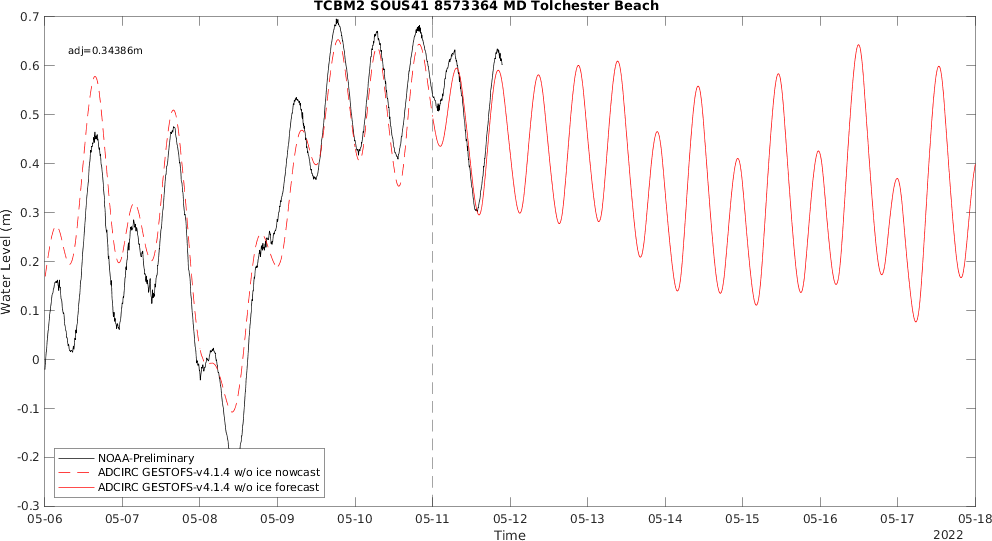 TCBM2 SOUS41 8573364 MD Tolchester Beach
adj=0.34386m
0.7
0.6
0.5
0.4
0.3
0.2
0.1
0
-0.1
-0.2
-0.3
Water Level (m)
NOAA-Preliminary
ADCIRC GESTOFS-v4.1.4 w/o ice nowcast
ADCIRC GESTOFS-v4.1.4 w/o ice forecast
05-06 05-07 05-08 05-09 05-10 05-11 05-12 05-13 05-14 05-15 05-16 05-17 05-18
Time
2022